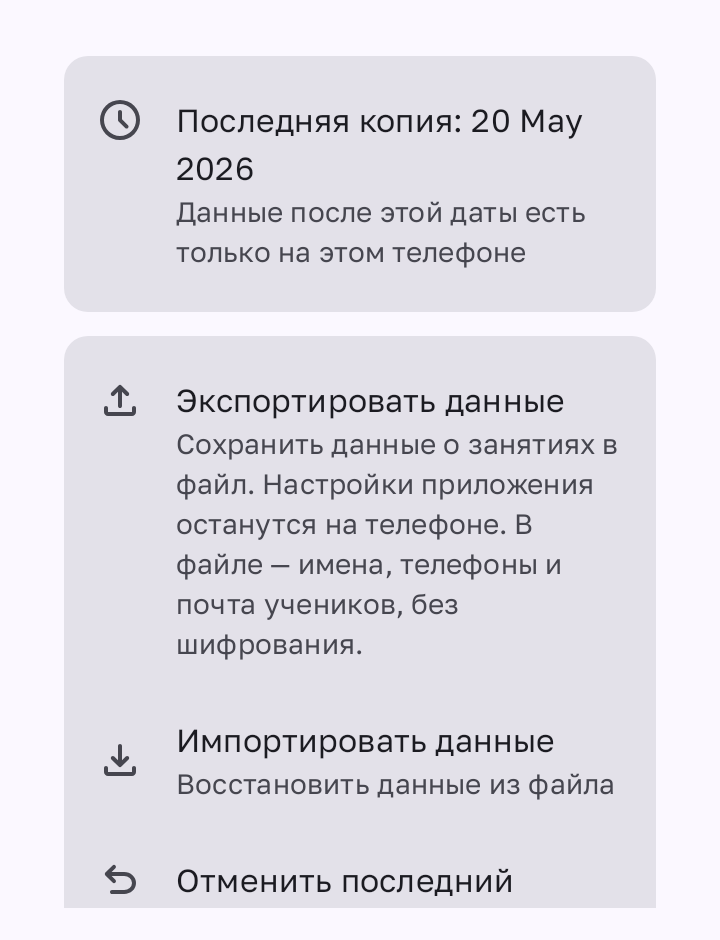 Последняя копия: 20 May
2026
Данные после этой даты есть
только на этом телефоне
Экспортировать данные
Сохранить данные о занятиях в
файл. Настройки приложения
останутся на телефоне. В
файле — имена, телефоны и
почта учеников, без
шифрования.
Импортировать данные
Восстановить данные из файла
Отменить последний